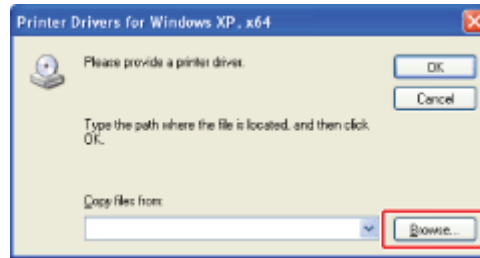 Printer Drivers for Windows XP, x64
Please provide a printer driver.
OK
Cancel
Type the path where the file is located, and then click
OK.
Copy files from:
Browse...